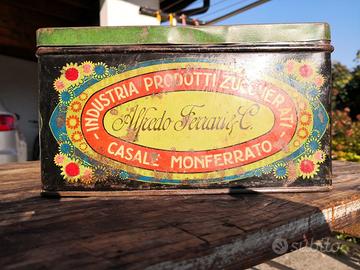 INDUSTRIA PRODOTTI ZUCCHERATI
Alfredo Ferrari & C.
CASALE MONFERRATO
subito